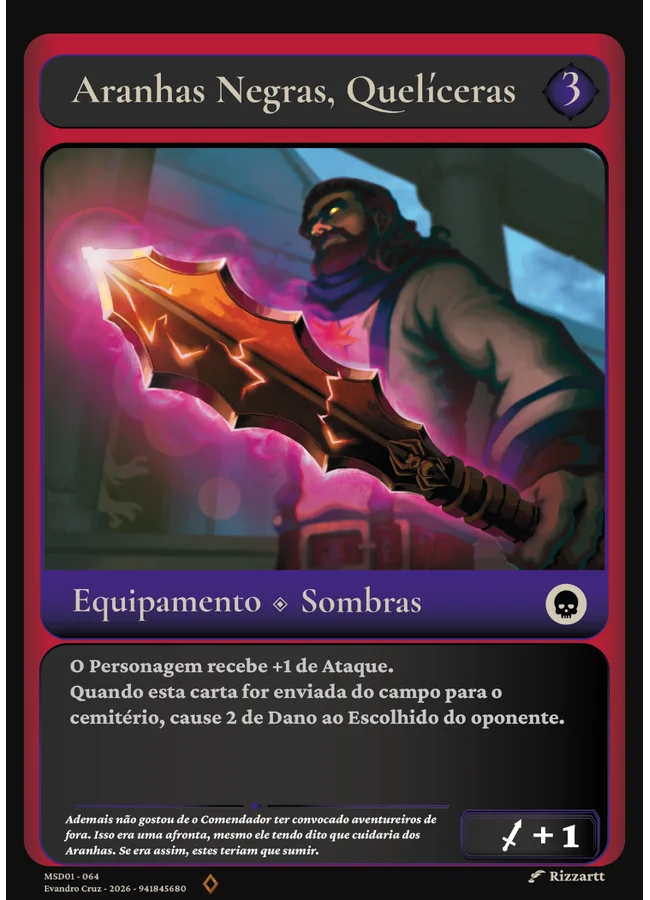 Aranhas Negras, Quelíceras
3
Equipamento Sombras
O Personagem recebe +1 de Ataque.
Quando esta carta for enviada do campo para o
cemitério, cause 2 de Dano ao Escolhido do oponente.
Ademais não gostou de o Comendador ter convocado aventureiros de
fora. Isso era uma afronta, mesmo ele tendo dito que cuidaria dos
Aranhas. Se era assim, estes teriam que sumir.
+1
MSD01 - 064
Evandro Cruz - 2026 - 941845680
Rizzartt